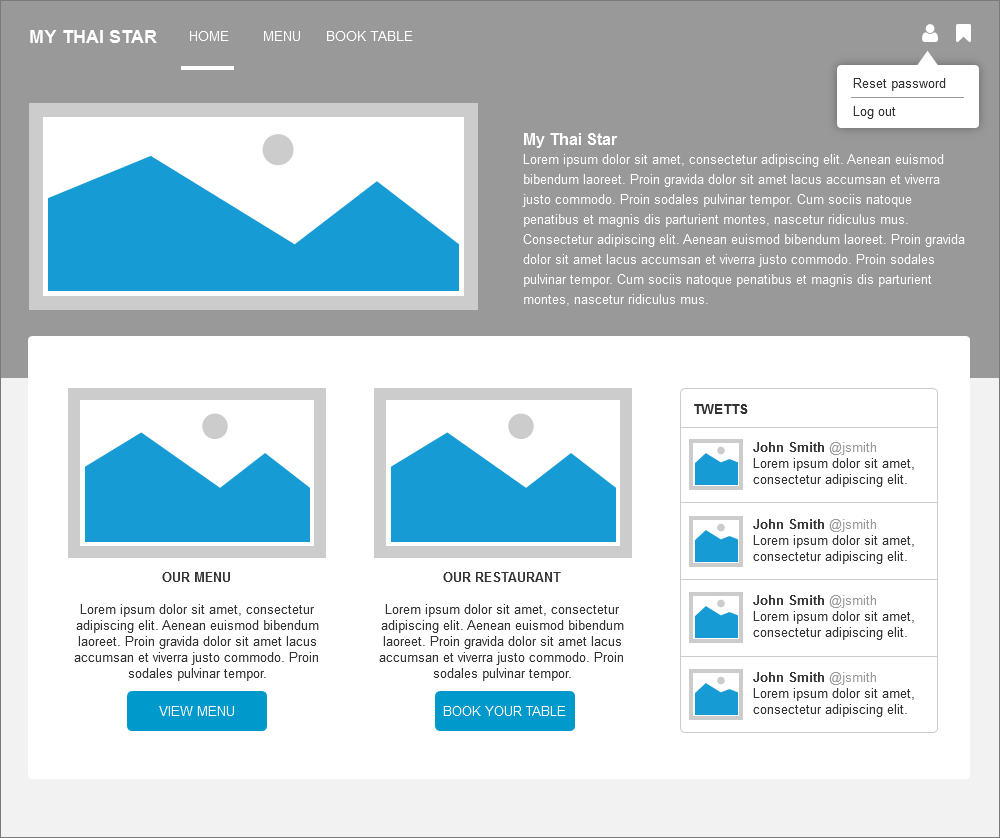 MY THAI STAR
HOME
MENU
BOOK TABLE
Reset password
Log out
My Thai Star
Lorem ipsum dolor sit amet, consectetur adipiscing elit. Aenean euismod
bibendum laoreet. Proin gravida dolor sit amet lacus accumsan et viverra
justo commodo. Proin sodales pulvinar tempor. Cum sociis natoque
penatibus et magnis dis parturient montes, nascetur ridiculus mus.
Consectetur adipiscing elit. Aenean euismod bibendum laoreet. Proin gravida
dolor sit amet lacus accumsan et viverra justo commodo. Proin sodales
pulvinar tempor. Cum sociis natoque penatibus et magnis dis parturient
montes, nascetur ridiculus mus.
OUR MENU
Lorem ipsum dolor sit amet, consectetur
adipiscing elit. Aenean euismod bibendum
laoreet. Proin gravida dolor sit amet lacus
accumsan et viverra justo commodo. Proin
sodales pulvinar tempor.
VIEW MENU
OUR RESTAURANT
Lorem ipsum dolor sit amet, consectetur
adipiscing elit. Aenean euismod bibendum
laoreet. Proin gravida dolor sit amet lacus
accumsan et viverra justo commodo. Proin
sodales pulvinar tempor.
BOOK YOUR TABLE
TWETTS
John Smith @jsmith
Lorem ipsum dolor sit amet,
consectetur adipiscing elit.
John Smith @jsmith
Lorem ipsum dolor sit amet,
consectetur adipiscing elit.
John Smith @jsmith
Lorem ipsum dolor sit amet,
consectetur adipiscing elit.
John Smith @jsmith
Lorem ipsum dolor sit amet,
consectetur adipiscing elit.